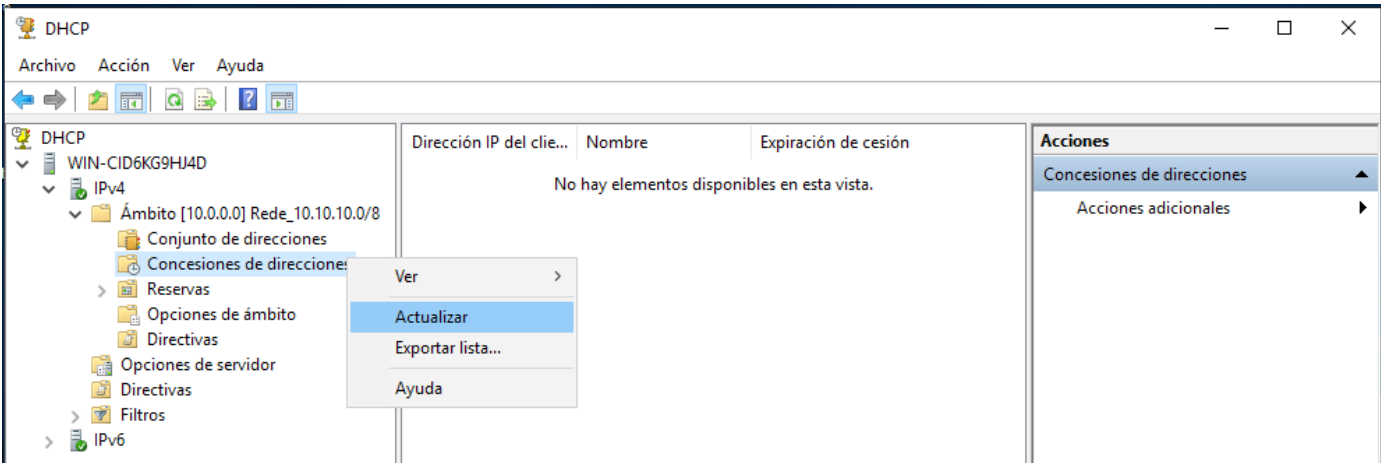 DHCP
Archivo Acción Ver Ayuda
DHCP
WIN-CID6KG9HJ4D
IPv4
Ámbito [10.0.0.0] Rede_10.10.10.0/8
Conjunto de direcciones
Concesiones de direcciones
Reservas
Opciones de ámbito
Directivas
Opciones de servidor
Directivas
Filtros
IPv6
Dirección IP del clie... Nombre Expiración de cesión
No hay elementos disponibles en esta vista.
Ver
Actualizar
Exportar lista...
Ayuda
Acciones
Concesiones de direcciones
Acciones adicionales